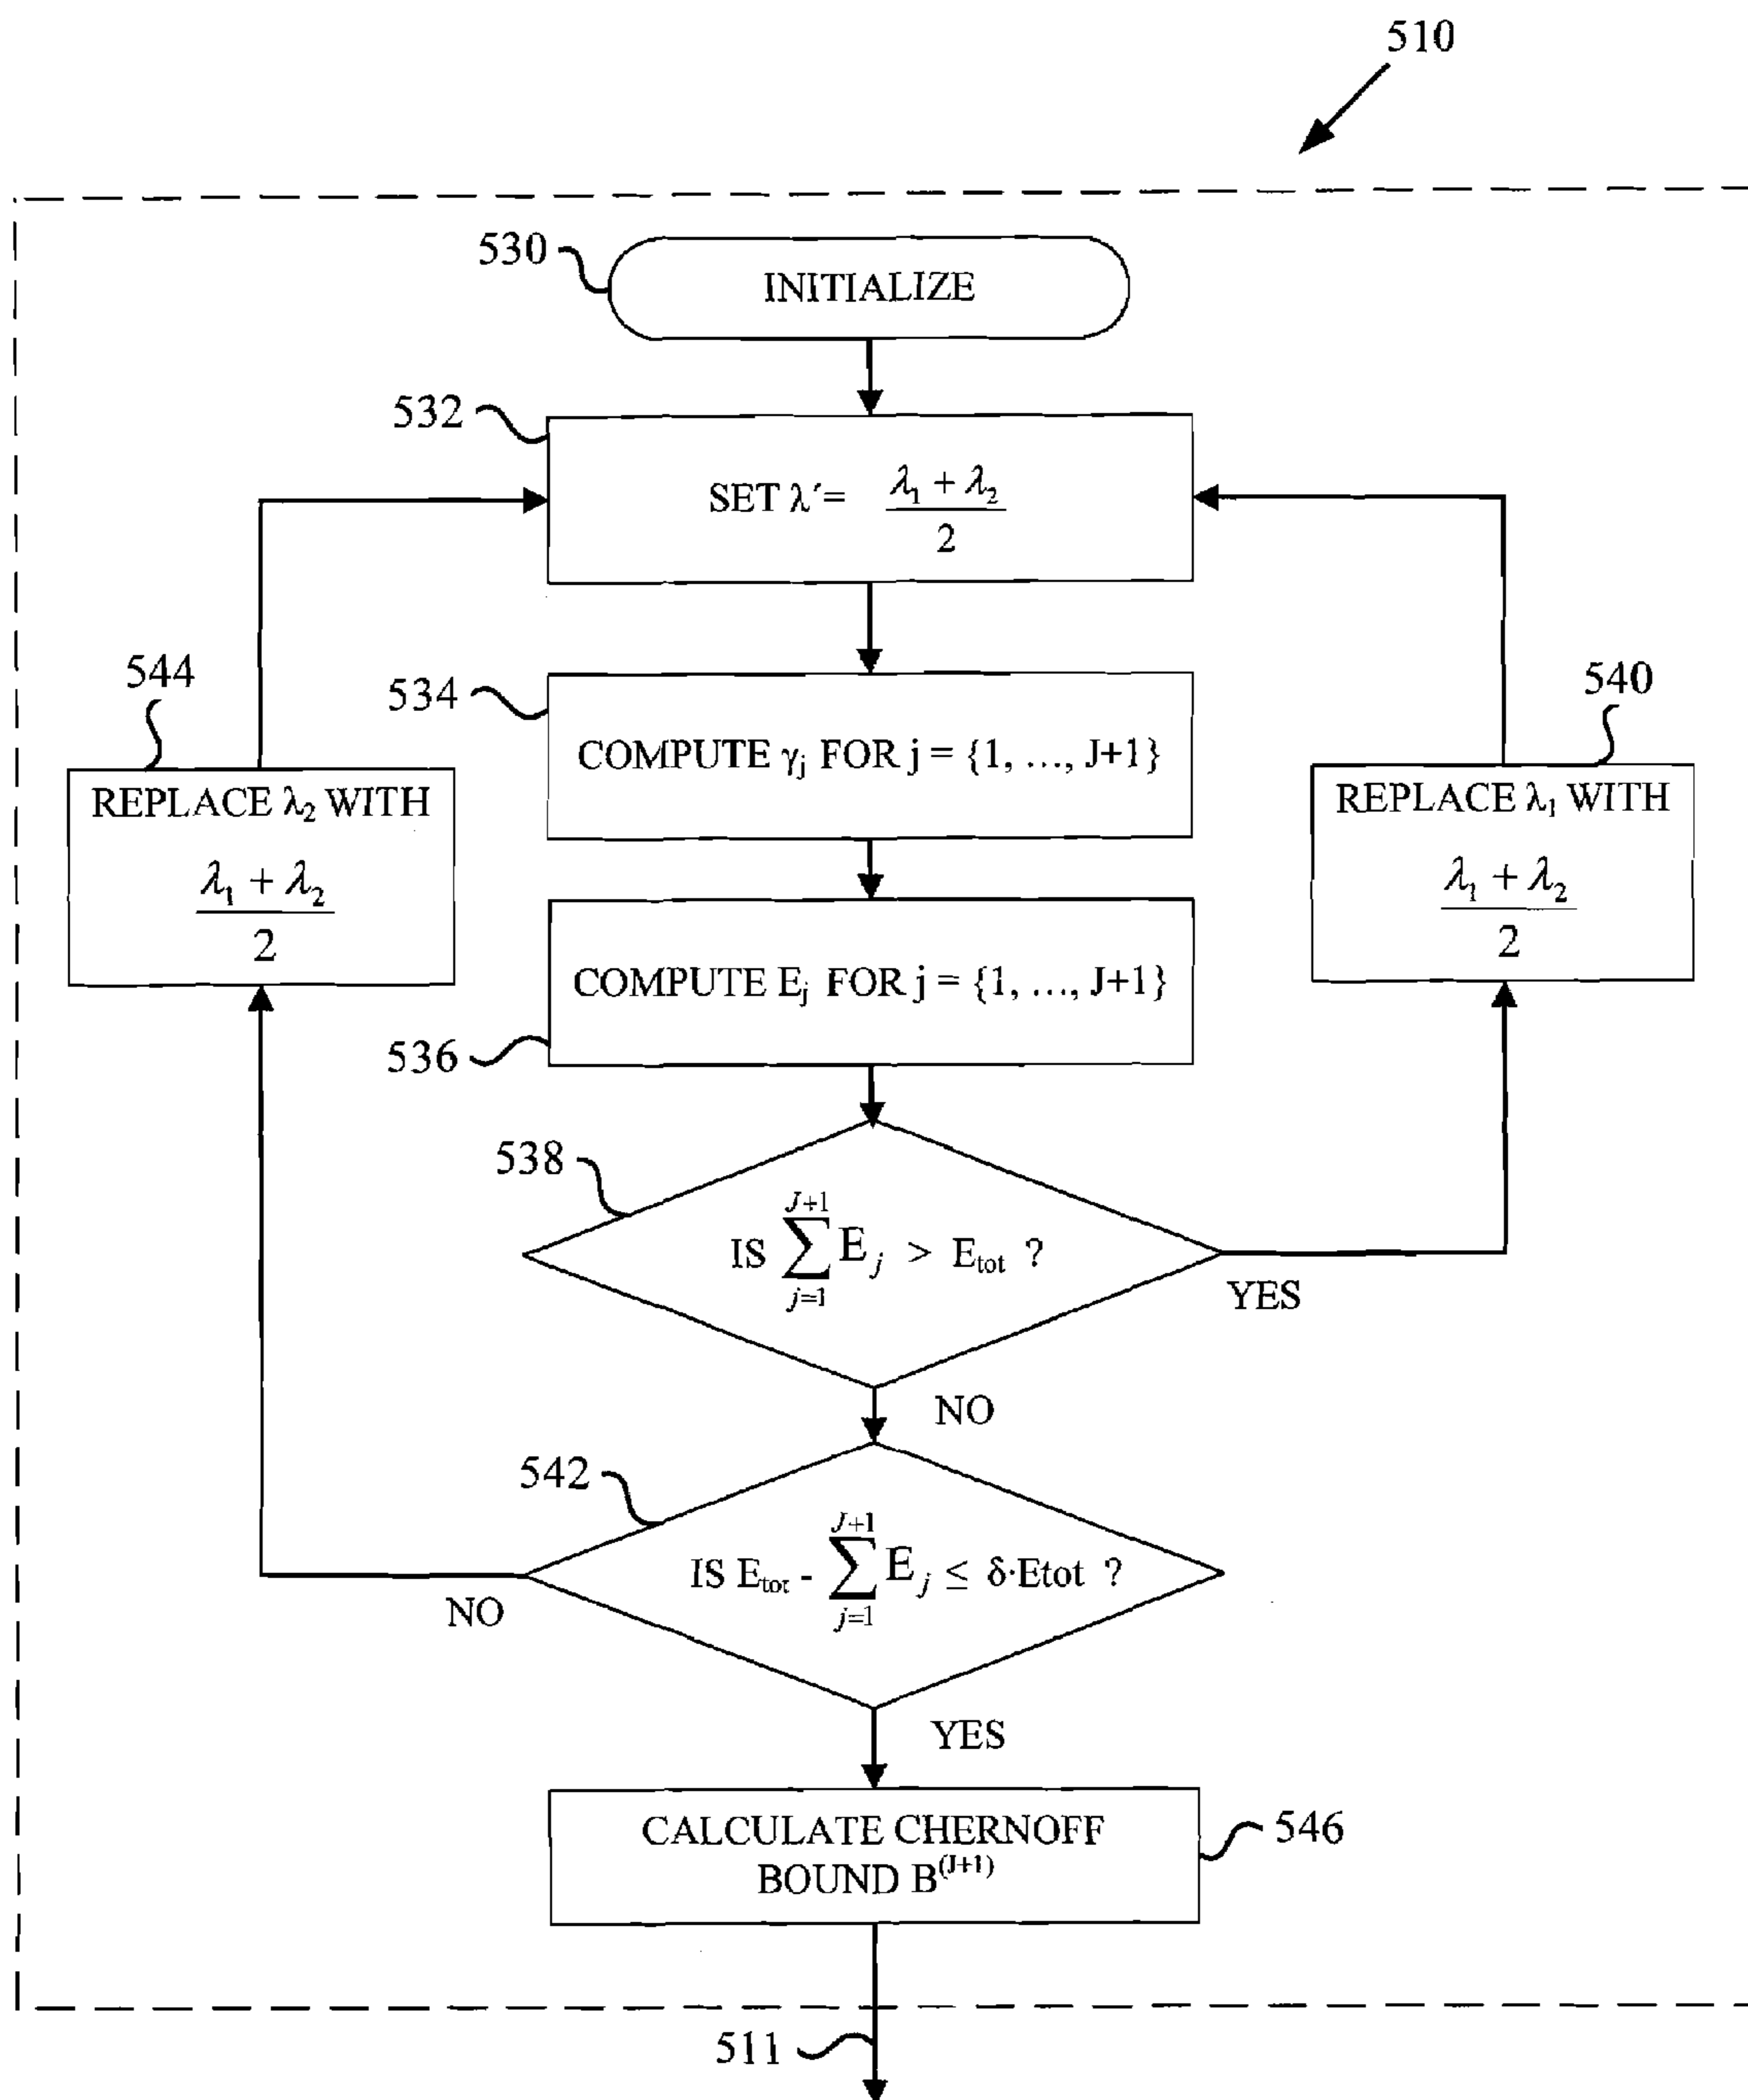 510
530
INITIALIZE
532
SET λ´= (λ₁ + λ₂)/2
544
534
540
COMPUTE γⱼ FOR j = {1, ..., J+1}
REPLACE λ₂ WITH
(λ₁ + λ₂)/2
REPLACE λ₁ WITH
(λ₁ + λ₂)/2
COMPUTE Eⱼ FOR j = {1, ..., J+1}
536
538
IS ∑_{j=1}^{J+1} E_j > E_tot ?
YES
NO
542
IS E_tot - ∑_{j=1}^{J+1} E_j ≤ δ·Etot ?
NO
YES
CALCULATE CHERNOFF
BOUND B^(J+1)
546
511